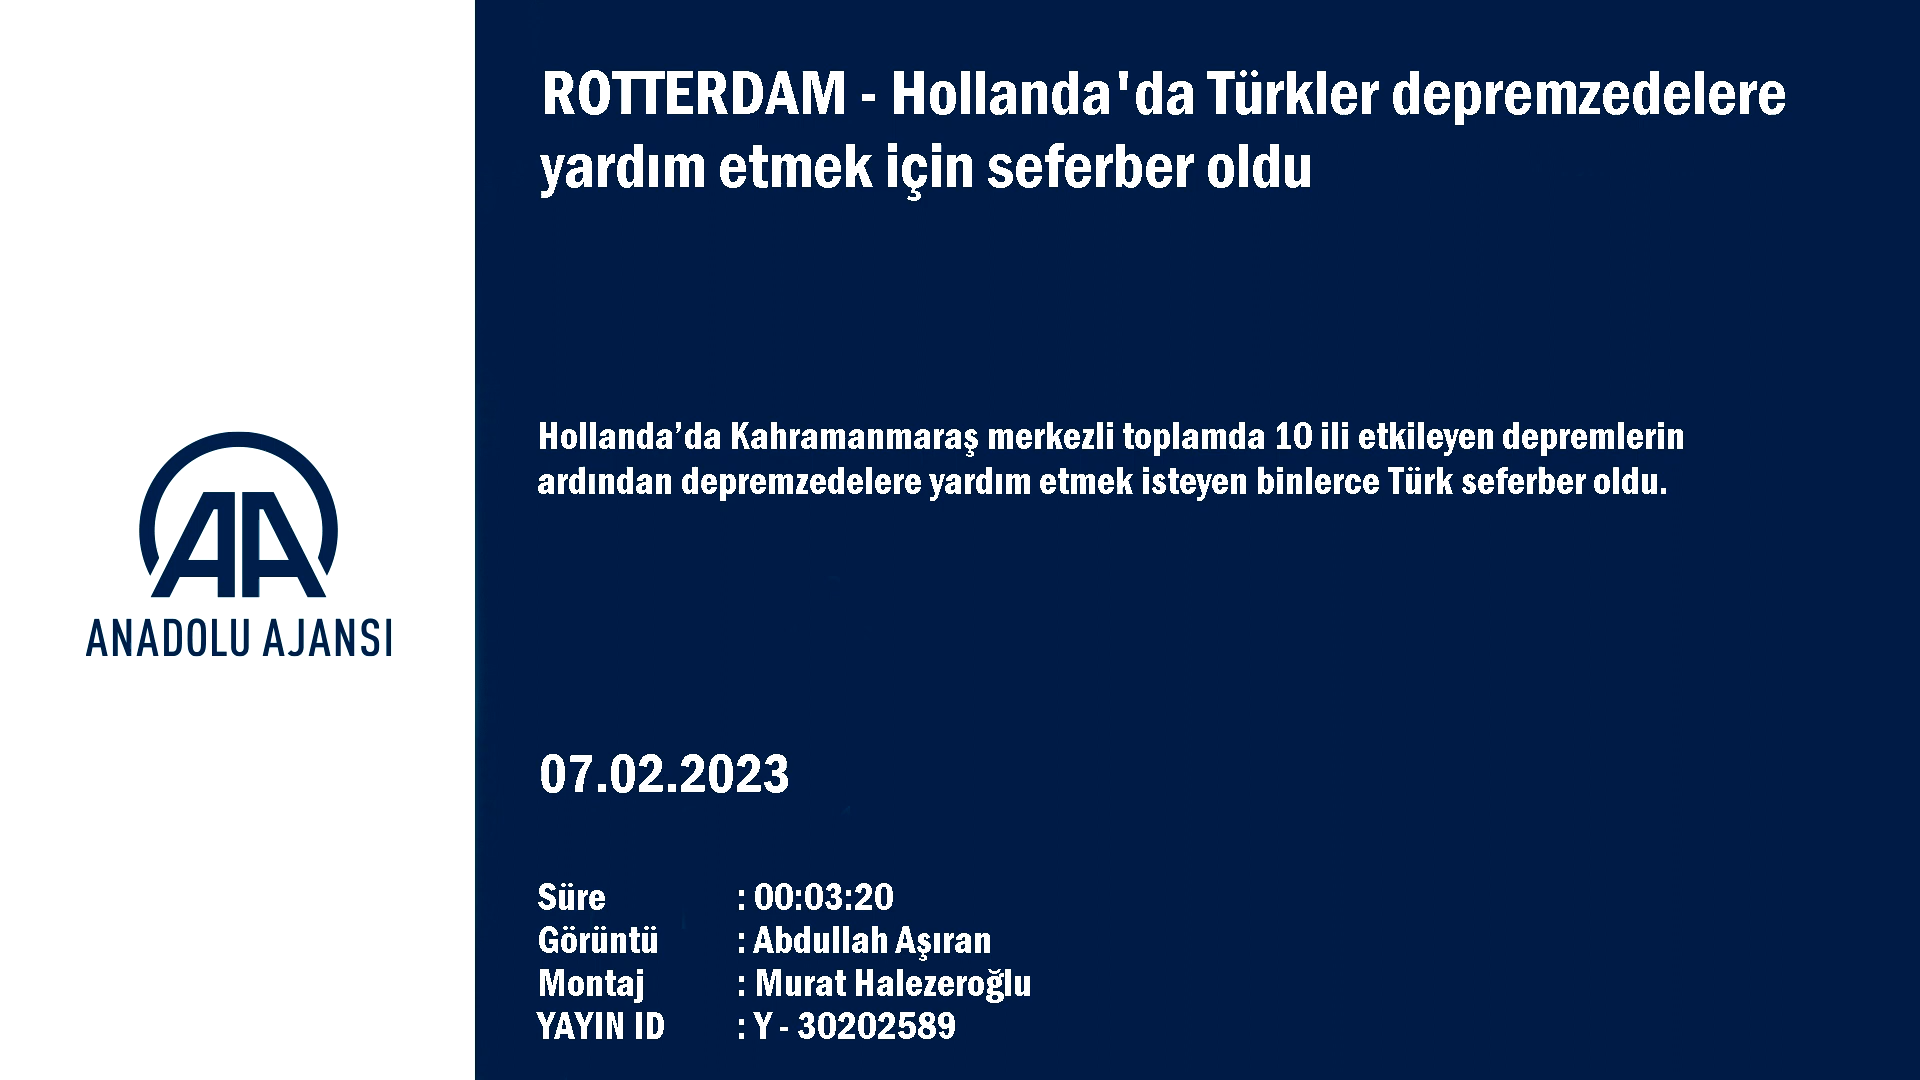 ROTTERDAM - Hollanda'da Türkler depremzedelere
yardım etmek için seferber oldu
Hollanda’da Kahramanmaraş merkezli toplamda 10 ili etkileyen depremlerin
ardından depremzedelere yardım etmek isteyen binlerce Türk seferber oldu.
AA
ANADOLU AJANSI
07.02.2023
Süre : 00:03:20
Görüntü : Abdullah Aşıran
Montaj : Murat Halezeroğlu
YAYIN ID : Y - 30202589